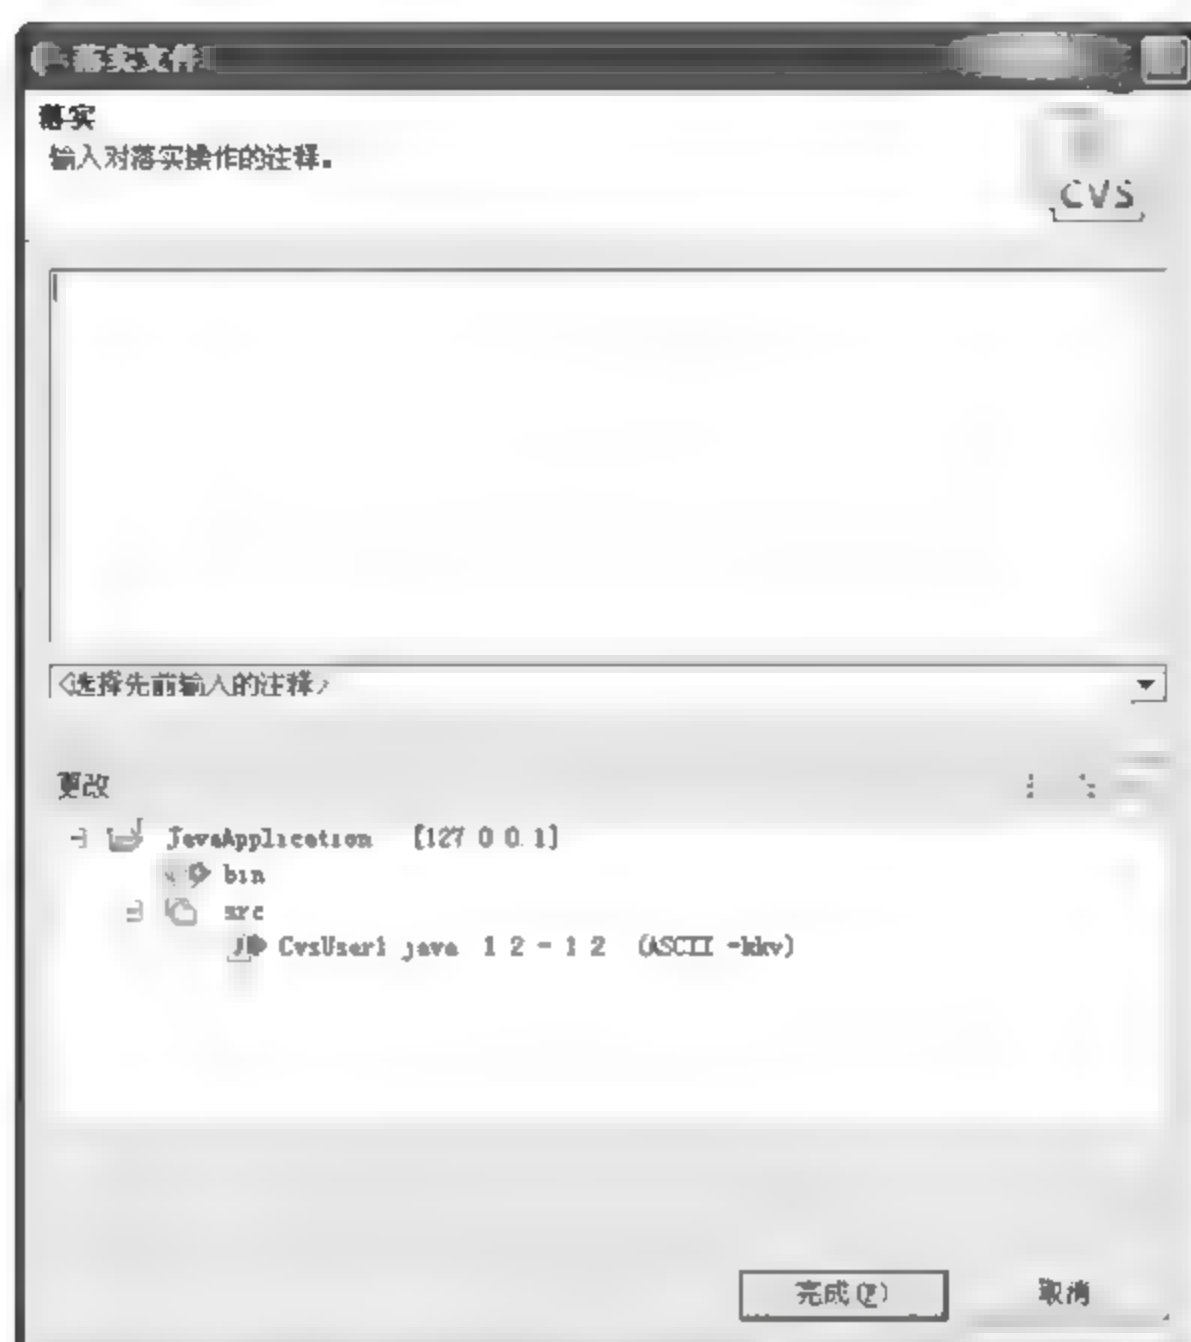 落实文件
落实
输入对落实操作的注释。
CVS
<选择先前输入的注释>
更改
JavaApplication [127.0.0.1]
bin
src
CvsUser1.java 1.2 - 1.2 (ASCII -kkv)
完成(F)
取消